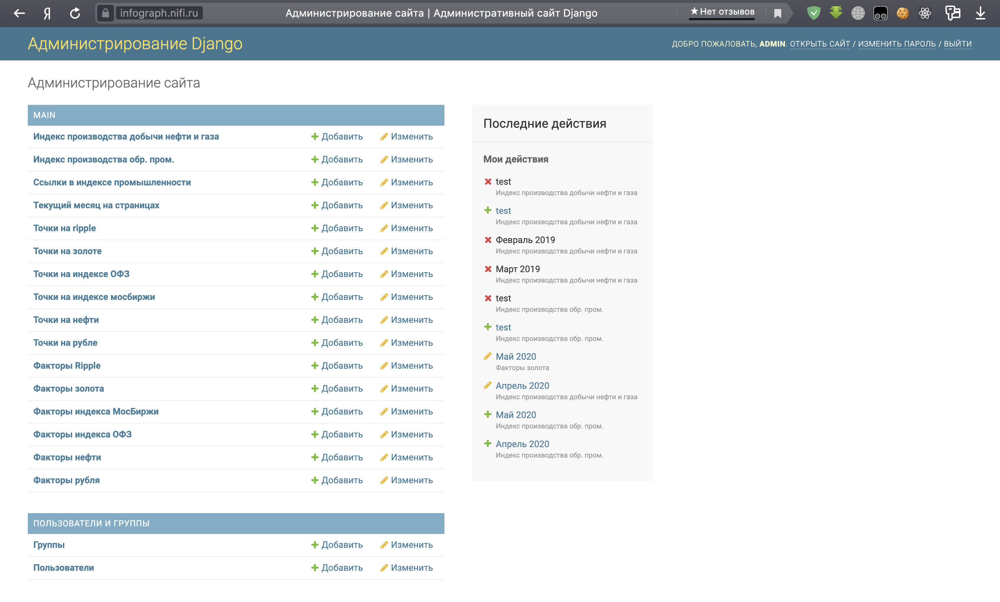 Я
infograph.nifi.ru
Администрирование сайта | Административный сайт Django
★ Нет отзывов
Администрирование Django
ДОБРО ПОЖАЛОВАТЬ, ADMIN. ОТКРЫТЬ САЙТ / ИЗМЕНИТЬ ПАРОЛЬ / ВЫЙТИ
Администрирование сайта
MAIN
Индекс производства добычи нефти и газа Добавить Изменить
Индекс производства обр. пром. Добавить Изменить
Ссылки в индексе промышленности Добавить Изменить
Текущий месяц на страницах Добавить Изменить
Точки на ripple Добавить Изменить
Точки на золоте Добавить Изменить
Точки на индексе ОФЗ Добавить Изменить
Точки на индексе мосбиржи Добавить Изменить
Точки на нефти Добавить Изменить
Точки на рубле Добавить Изменить
Факторы Ripple Добавить Изменить
Факторы золота Добавить Изменить
Факторы индекса МосБиржи Добавить Изменить
Факторы индекса ОФЗ Добавить Изменить
Факторы нефти Добавить Изменить
Факторы рубля Добавить Изменить
ПОЛЬЗОВАТЕЛИ И ГРУППЫ
Группы Добавить Изменить
Пользователи Добавить Изменить
Последние действия
Мои действия
test
Индекс производства добычи нефти и газа
test
Индекс производства добычи нефти и газа
Февраль 2019
Индекс производства добычи нефти и газа
Март 2019
Индекс производства добычи нефти и газа
test
Индекс производства обр. пром.
test
Индекс производства обр. пром.
Май 2020
Факторы золота
Апрель 2020
Индекс производства добычи нефти и газа
Май 2020
Индекс производства обр. пром.
Апрель 2020
Индекс производства обр. пром.